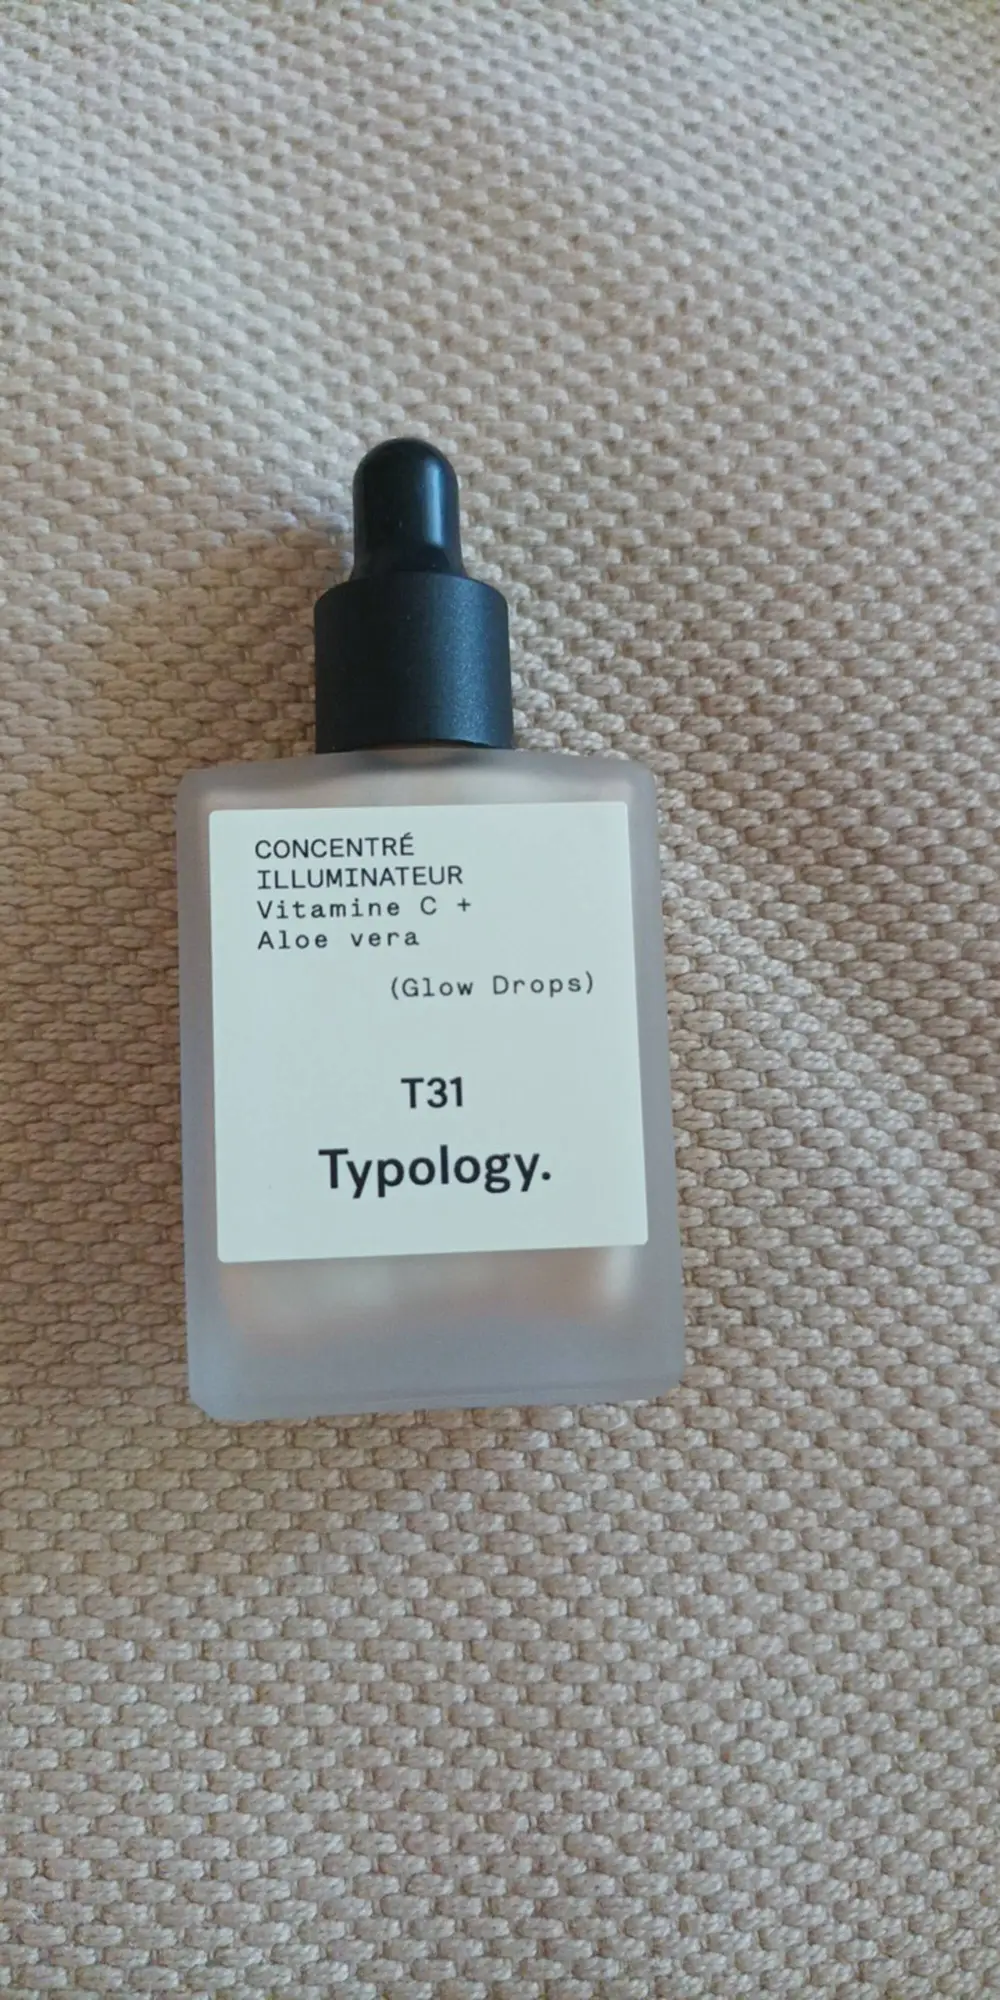 CONCENTRÉ
ILLUMINATEUR
Vitamine C +
Aloe vera
(Glow Drops)
T31
Typology.